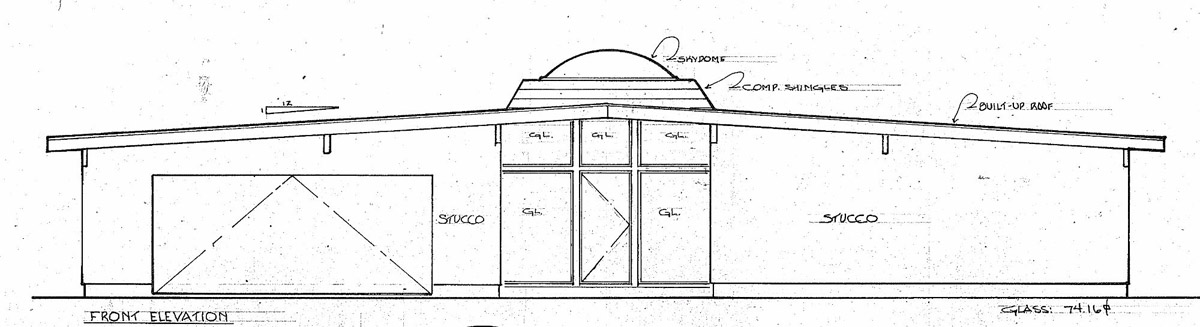 SKYDOME
COMP. SHINGLES
1 12
BUILT-UP ROOF
GL. GL. GL.
GL. GL.
STUCCO STUCCO
FRONT ELEVATION GLASS: 74.16⌀